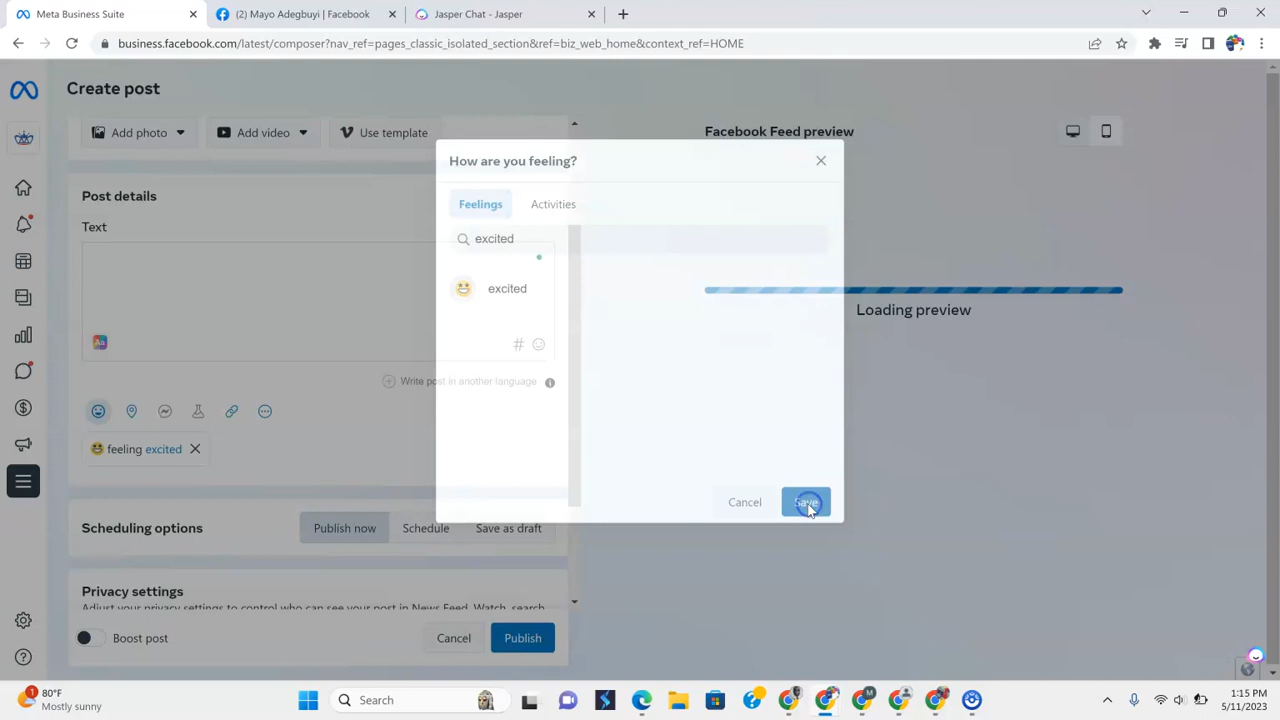 Meta Business Suite
(2) Mayo Adegbuyi | Facebook
Jasper Chat - Jasper
business.facebook.com/latest/composer?nav_ref=pages_classic_isolated_section&ref=biz_web_home&context_ref=HOME
Create post
Add photo
Add video
Use template
Facebook Feed preview
How are you feeling?
Post details
Feelings
Activities
Text
excited
excited
Loading preview
Aa
#
Write post in another language
feeling excited
Cancel
Save
Scheduling options
Publish now
Schedule
Save as draft
Privacy settings
Adjust your privacy settings to control who can see your post in News Feed, Watch, search
Boost post
Cancel
Publish
1
80°F
Mostly sunny
Search
M
1:15 PM
5/11/2023